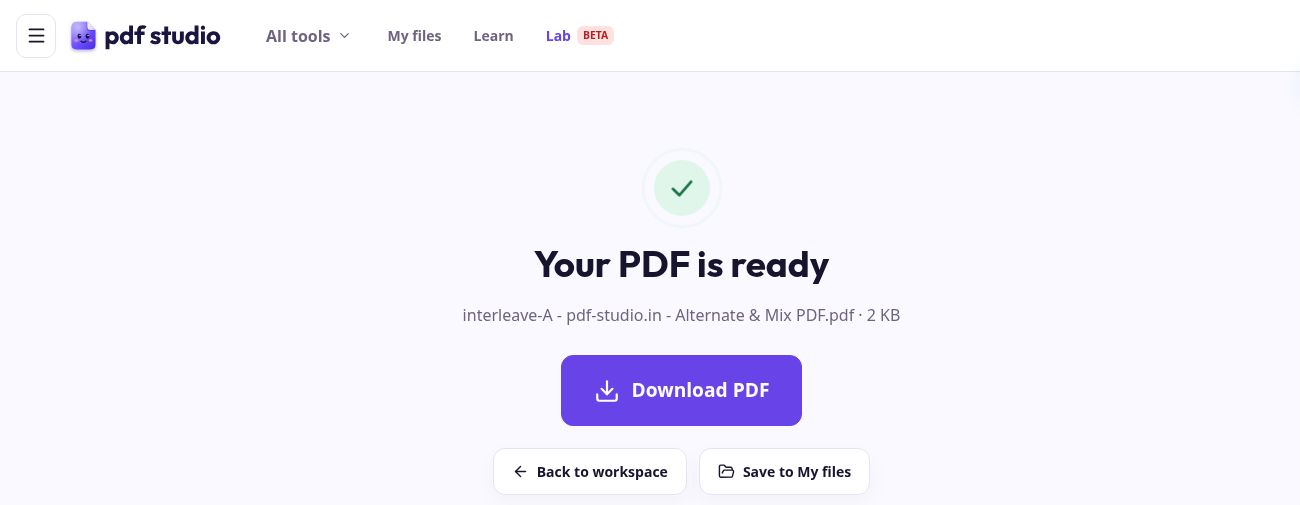 pdf studio
All tools
My files
Learn
Lab BETA
Your PDF is ready
interleave-A - pdf-studio.in - Alternate & Mix PDF.pdf · 2 KB
Download PDF
Back to workspace
Save to My files